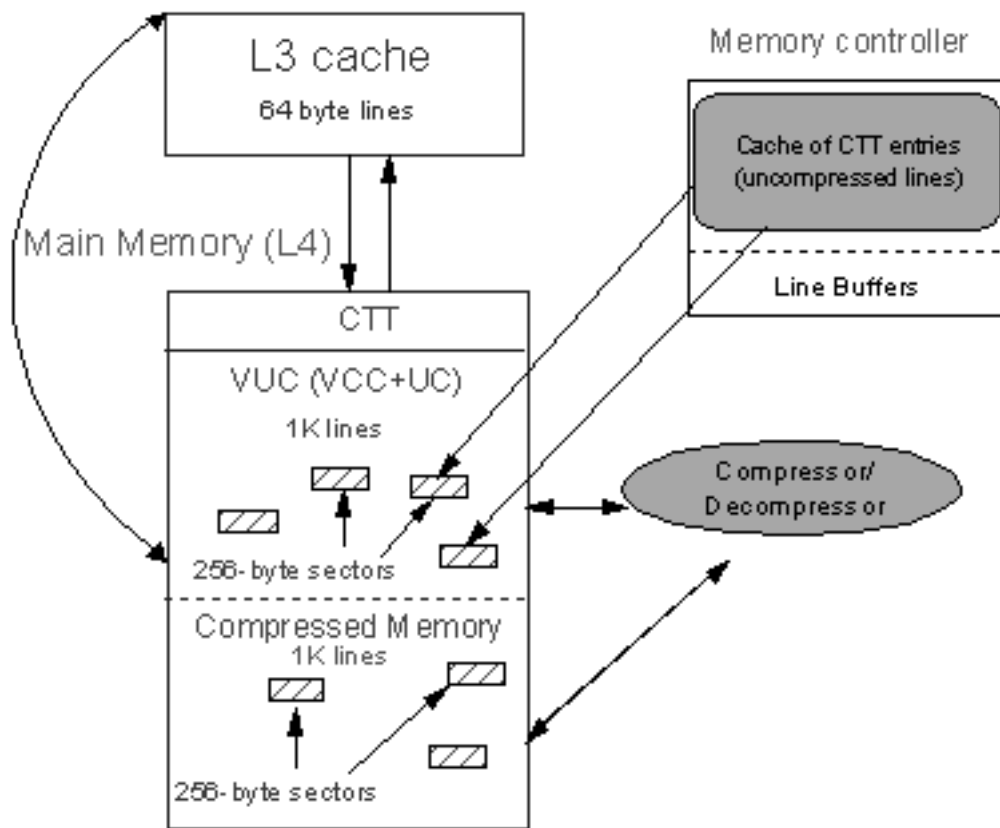 L3 cache
64 byte lines
Memory controller
Cache of CTT entries
(uncompressed lines)
Line Buffers
Main Memory (L4)
CTT
VUC (VCC+UC)
1K lines
256-byte sectors
Compressor/
Decompressor
Compressed Memory
1K lines
256-byte sectors